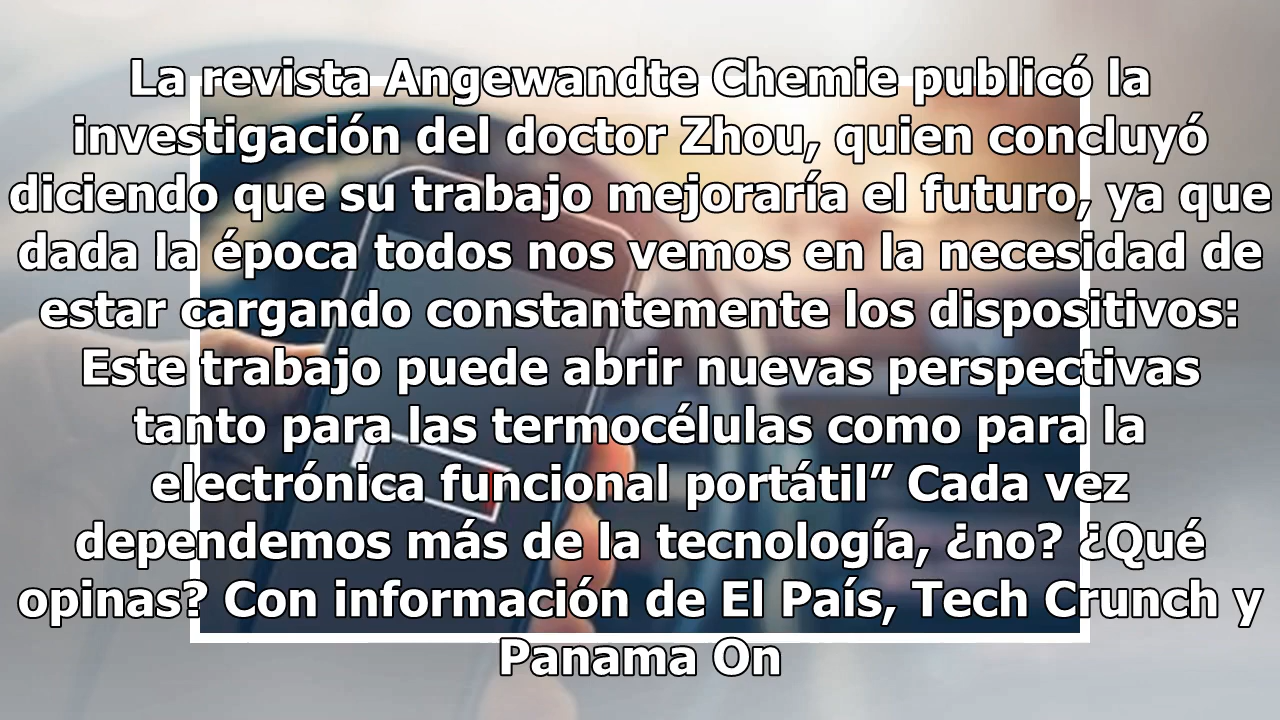 La revista Angewandte Chemie publicó la
investigación del doctor Zhou, quien concluyó
diciendo que su trabajo mejoraría el futuro, ya que
dada la época todos nos vemos en la necesidad de
estar cargando constantemente los dispositivos:
Este trabajo puede abrir nuevas perspectivas
tanto para las termocélulas como para la
electrónica funcional portátil” Cada vez
dependemos más de la tecnología, ¿no? ¿Qué
opinas? Con información de El País, Tech Crunch y
Panama On